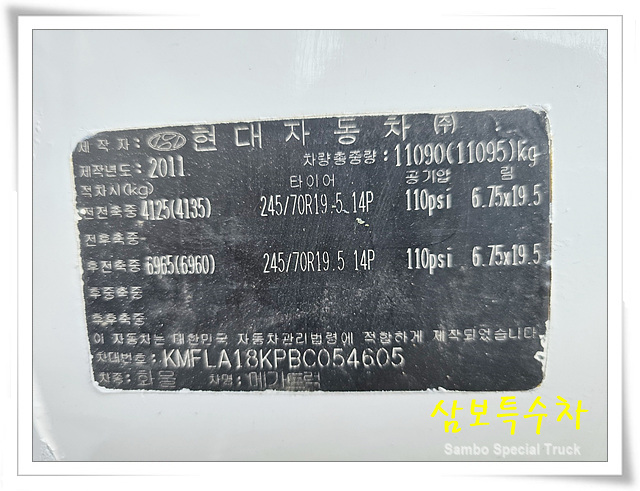 제작자: 현대자동차 ㈜
제작년도: 2011 차량총중량: 11090(11095)kg
적차시(kg) 타이어 공기압 림
전전축중 4125(4135) 245/70R19.5 14P 110psi 6.75x19.5
전후축중 -
후전축중 6965(6960) 245/70R19.5 14P 110psi 6.75x19.5
후중축중
후후축중
이 자동차는 대한민국 자동차관리법령에 적합하게 제작되었습니다.
차대번호: KMFLA18KPBC054605
차종: 화물 차명: 메가트럭
삼보특수차
Sambo Special Truck